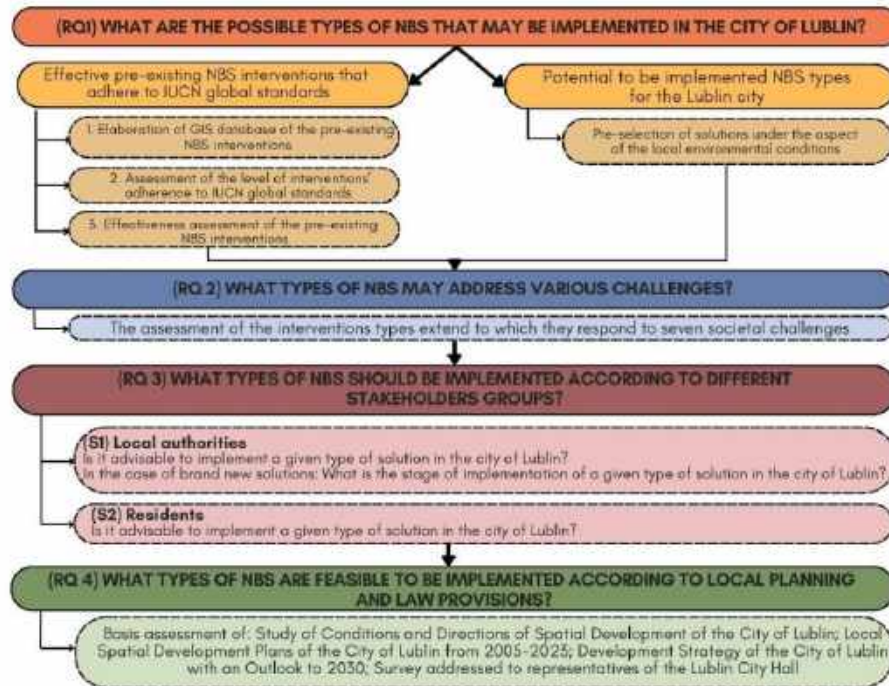 (RQ1) WHAT ARE THE POSSIBLE TYPES OF NBS THAT MAY BE IMPLEMENTED IN THE CITY OF LUBLIN?
Effective pre-existing NBS interventions that
adhere to IUCN global standards
1. Elaboration of GIS database of the pre-existing
NBS interventions
2. Assessment of the level of interventions'
adherence to IUCN global standards
3. Effectiveness assessment of the pre-existing
NBS interventions
Potential to be implemented NBS types
for the Lublin city
Pre-selection of solutions under the aspect
of the local environmental conditions
(RQ 2) WHAT TYPES OF NBS MAY ADDRESS VARIOUS CHALLENGES?
The assessment of the interventions types extend to which they respond to seven societal challenges
(RQ 3) WHAT TYPES OF NBS SHOULD BE IMPLEMENTED ACCORDING TO DIFFERENT
STAKEHOLDERS GROUPS?
(S1) Local authorities
Is it advisable to implement a given type of solution in the city of Lublin?
In the case of brand new solutions: What is the stage of implementation of a given type of solution in the city of Lublin?
(S2) Residents
Is it advisable to implement a given type of solution in the city of Lublin?
(RQ 4) WHAT TYPES OF NBS ARE FEASIBLE TO BE IMPLEMENTED ACCORDING TO LOCAL PLANNING
AND LAW PROVISIONS?
Basis assessment of: Study of Conditions and Directions of Spatial Development of the City of Lublin; Local
Spatial Development Plans of the City of Lublin from 2005-2023; Development Strategy of the City of Lublin
with an Outlook to 2030; Survey addressed to representatives of the Lublin City Hall